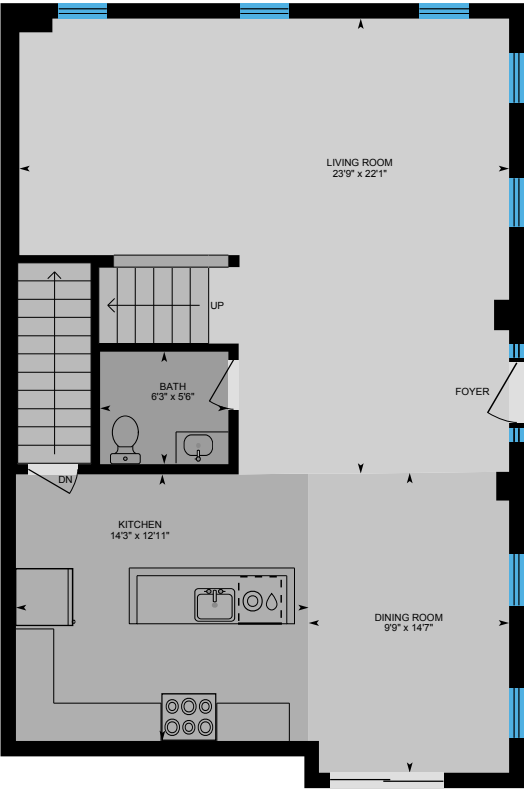 LIVING ROOM
23'9" x 22'1"
UP
BATH
6'3" x 5'6"
FOYER
DN
KITCHEN
14'3" x 12'11"
DINING ROOM
9'9" x 14'7"